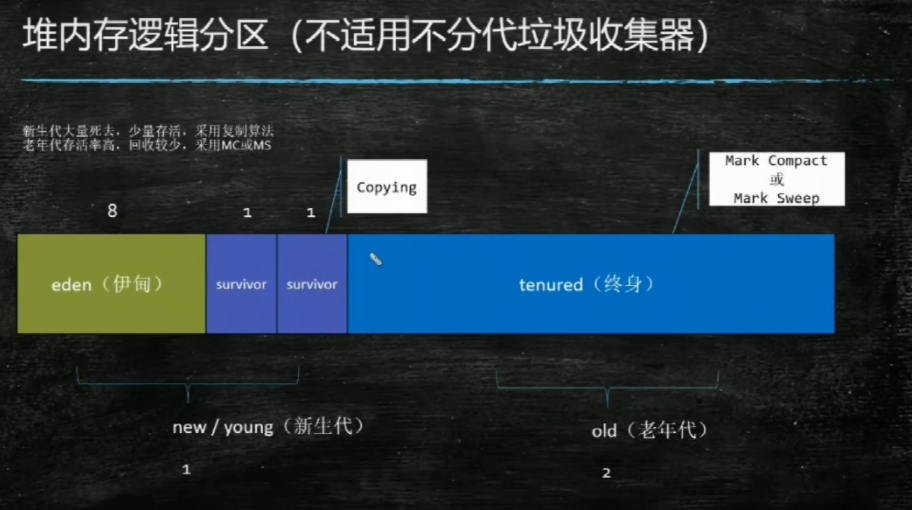 堆内存逻辑分区（不适用不分代垃圾收集器）
新生代大量死去，少量存活，采用复制算法
老年代存活率高，回收较少，采用MC或MS
Copying
Mark Compact
或
Mark Sweep
8
1
1
eden（伊甸）
survivor
survivor
tenured（终身）
new / young（新生代）
old（老年代）
1
2